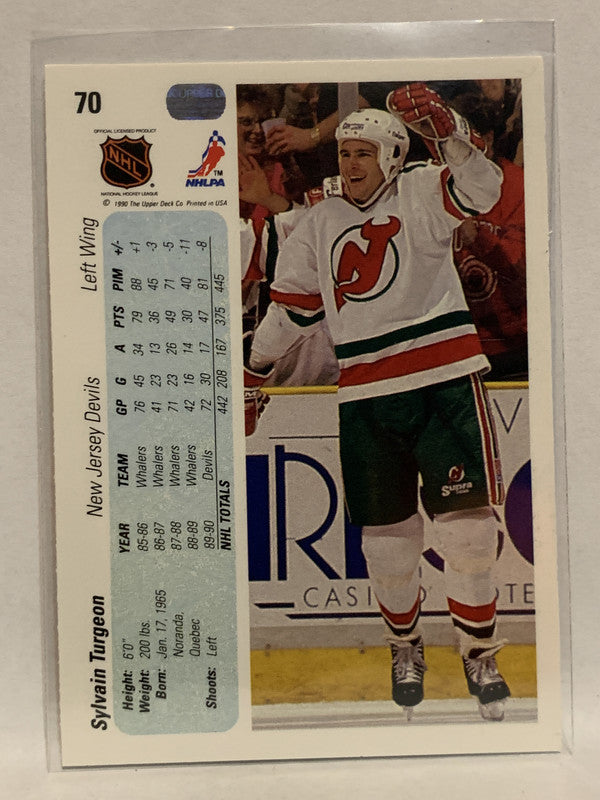 70
UPPER D
OFFICIAL LICENSED PRODUCT
NHL
NATIONAL HOCKEY LEAGUE
NHLPA
© 1990 The Upper Deck Co. Printed in USA
Sylvain Turgeon New Jersey Devils Left Wing
Height: 6'0"
Weight: 200 lbs.
Born: Jan. 17, 1965
Noranda,
Quebec
Shoots: Left
YEAR TEAM GP G A PTS PIM +/-
85-86 Whalers 76 45 34 79 88 +1
86-87 Whalers 41 23 13 36 45 -3
87-88 Whalers 71 23 26 49 71 -5
88-89 Whalers 42 16 14 30 40 -11
89-90 Devils 72 30 17 47 81 -8
NHL TOTALS 442 208 167 375 445
Supra
CASI
OTE